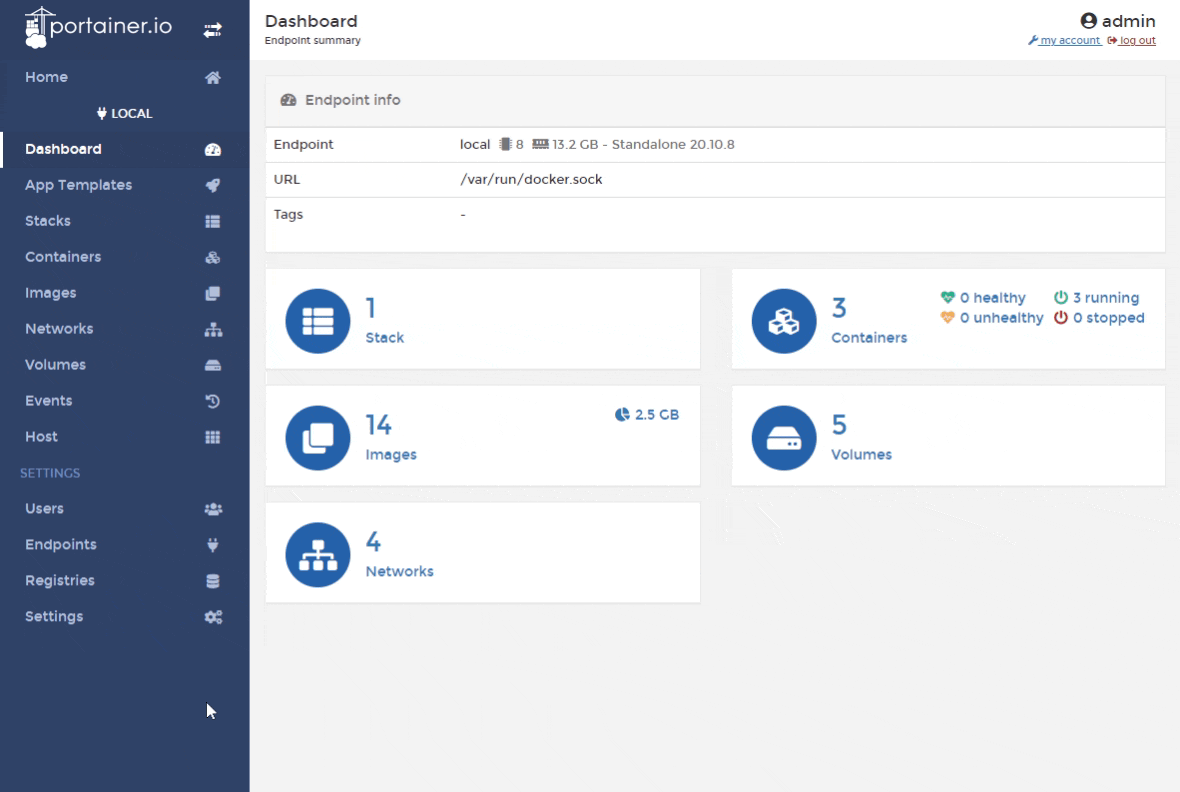 portainer.io
Dashboard
Endpoint summary
admin
my account log out
Home
LOCAL
Dashboard
App Templates
Stacks
Containers
Images
Networks
Volumes
Events
Host
SETTINGS
Users
Endpoints
Registries
Settings
Endpoint info
Endpoint local 8 13.2 GB - Standalone 20.10.8
URL /var/run/docker.sock
Tags -
1
Stack
3
Containers
0 healthy 3 running
0 unhealthy 0 stopped
14
Images
2.5 GB
5
Volumes
4
Networks